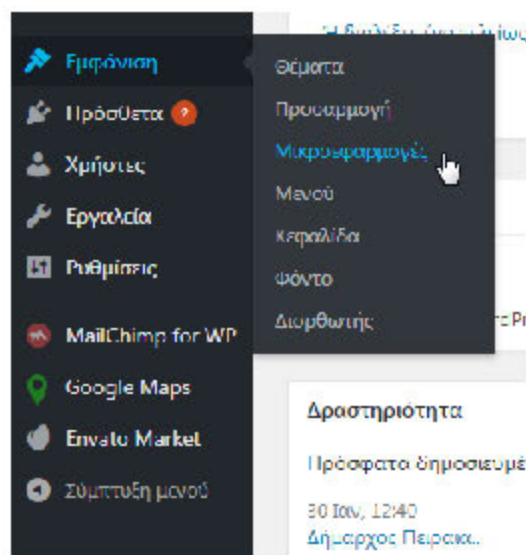 Εμφάνιση
Πρόσθετα
Χρήστες
Εργαλεία
Ρυθμίσεις
MailChimp for WP
Google Maps
Envato Market
Σύμπτυξη μενού
Θέματα
Προσαρμογή
Μικροεφαρμογές
Μενού
Κεφαλίδα
Φόντο
Διορθωτής
Δραστηριότητα
Πρόσφατα δημοσιευμέ
30 Ιαν, 12:40
Δήμαρχος Πειραια..